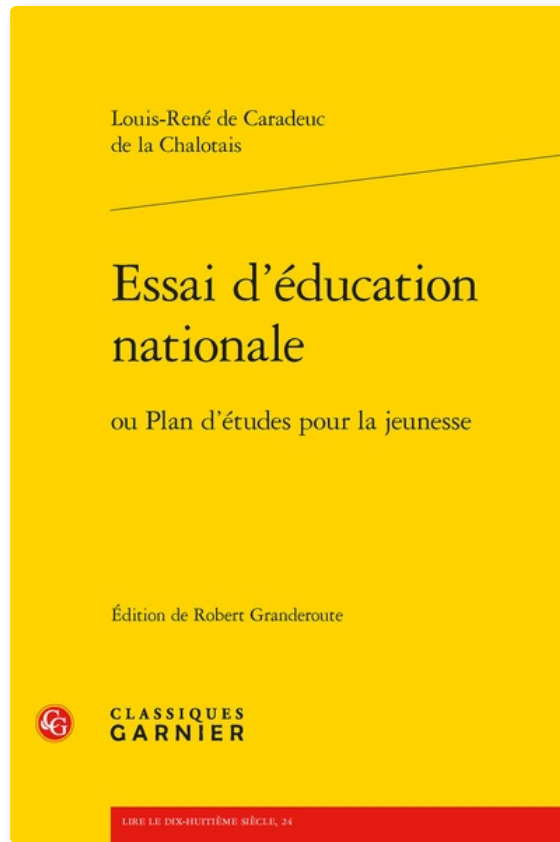 Louis-René de Caradeuc
de la Chalotais
Essai d'éducation
nationale
ou Plan d'études pour la jeunesse
Édition de Robert Granderoute
CG
CLASSIQUES
GARNIER
LIRE LE DIX-HUITIÈME SIÈCLE, 24